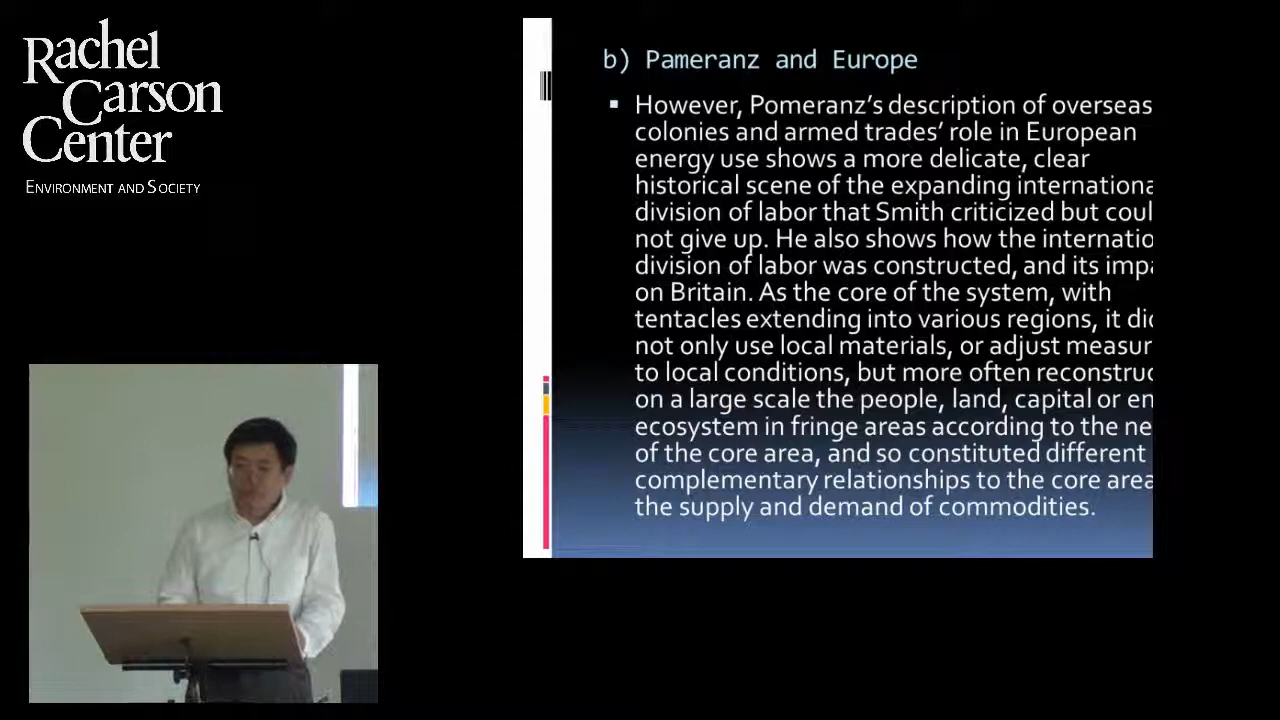 Rachel
Carson
Center
ENVIRONMENT AND SOCIETY
b) Pameranz and Europe
However, Pomeranz's description of overseas
colonies and armed trades' role in European
energy use shows a more delicate, clear
historical scene of the expanding internationa
division of labor that Smith criticized but coul
not give up. He also shows how the internatio
division of labor was constructed, and its impa
on Britain. As the core of the system, with
tentacles extending into various regions, it did
not only use local materials, or adjust measur
to local conditions, but more often reconstruc
on a large scale the people, land, capital or en
ecosystem in fringe areas according to the ne
of the core area, and so constituted different
complementary relationships to the core area
the supply and demand of commodities.